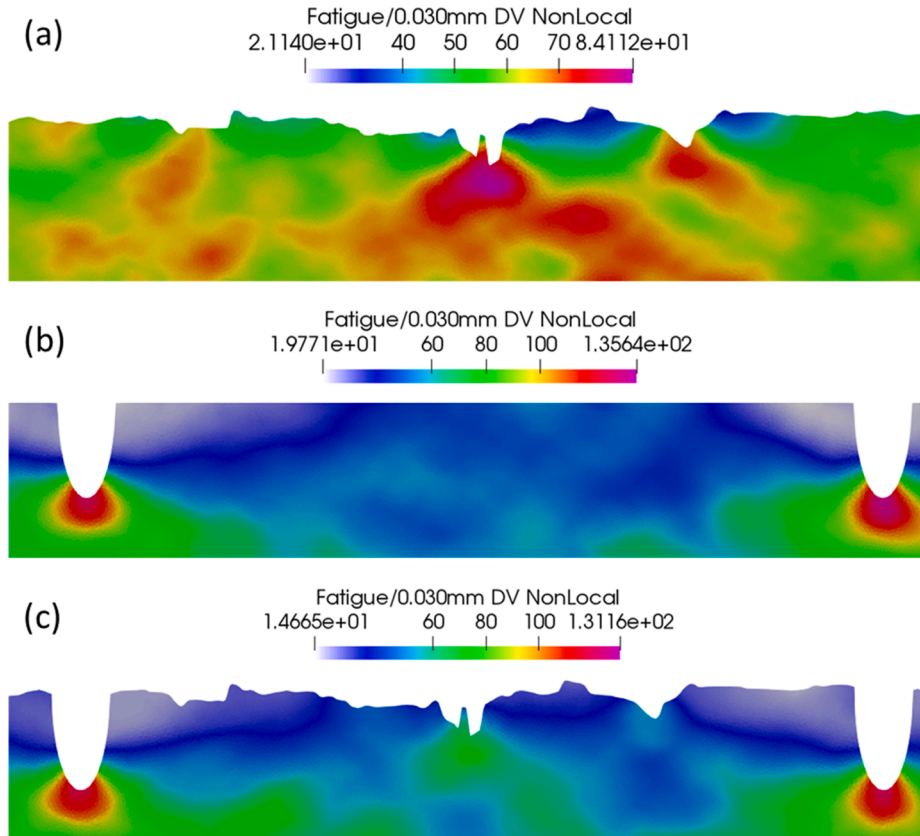 (a)
Fatigue/0.030mm DV NonLocal
2.1140e+01 40 50 60 70 8.4112e+01
(b)
Fatigue/0.030mm DV NonLocal
1.9771e+01 60 80 100 1.3564e+02
(c)
Fatigue/0.030mm DV NonLocal
1.4665e+01 60 80 100 1.3116e+02